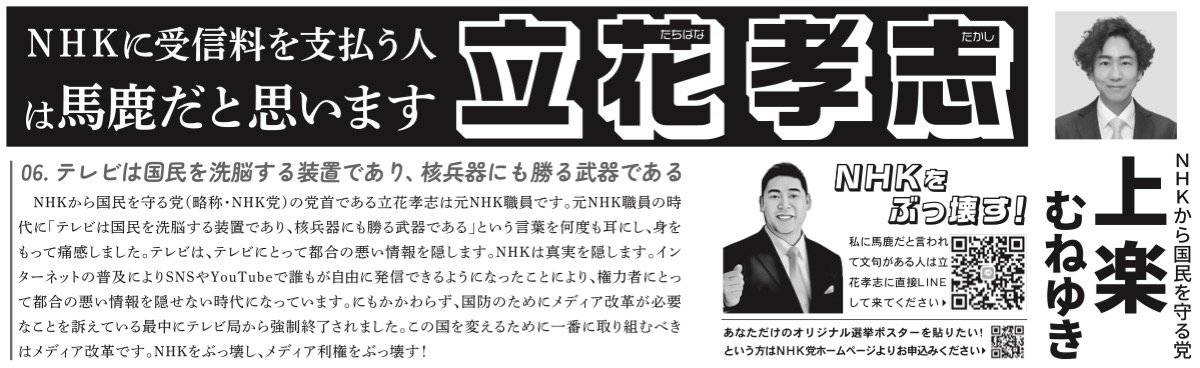 NHKに受信料を支払う人
は馬鹿だと思います
立花孝志
たちばな
たかし
06. テレビは国民を洗脳する装置であり、核兵器にも勝る武器である
NHKから国民を守る党(略称・NHK党)の党首である立花孝志は元NHK職員です。元NHK職員の時
代に「テレビは国民を洗脳する装置であり、核兵器にも勝る武器である」という言葉を何度も耳にし、身を
もって痛感しました。テレビは、テレビにとって都合の悪い情報を隠します。NHKは真実を隠します。イン
ターネットの普及によりSNSやYouTubeで誰もが自由に発信できるようになったことにより、権力者にとっ
て都合の悪い情報を隠せない時代になっています。にもかかわらず、国防のためにメディア改革が必要
なことを訴えている最中にテレビ局から強制終了されました。この国を変えるために一番に取り組むべき
はメディア改革です。NHKをぶっ壊し、メディア利権をぶっ壊す!
NHKを
ぶっ壊す!
私に馬鹿だと言われ
て文句がある人は立
花孝志に直接LINE
して来てください
あなただけのオリジナル選挙ポスターを貼りたい!
という方はNHK党ホームページよりお申込みください
NHKから国民を守る党
上楽
むねゆき